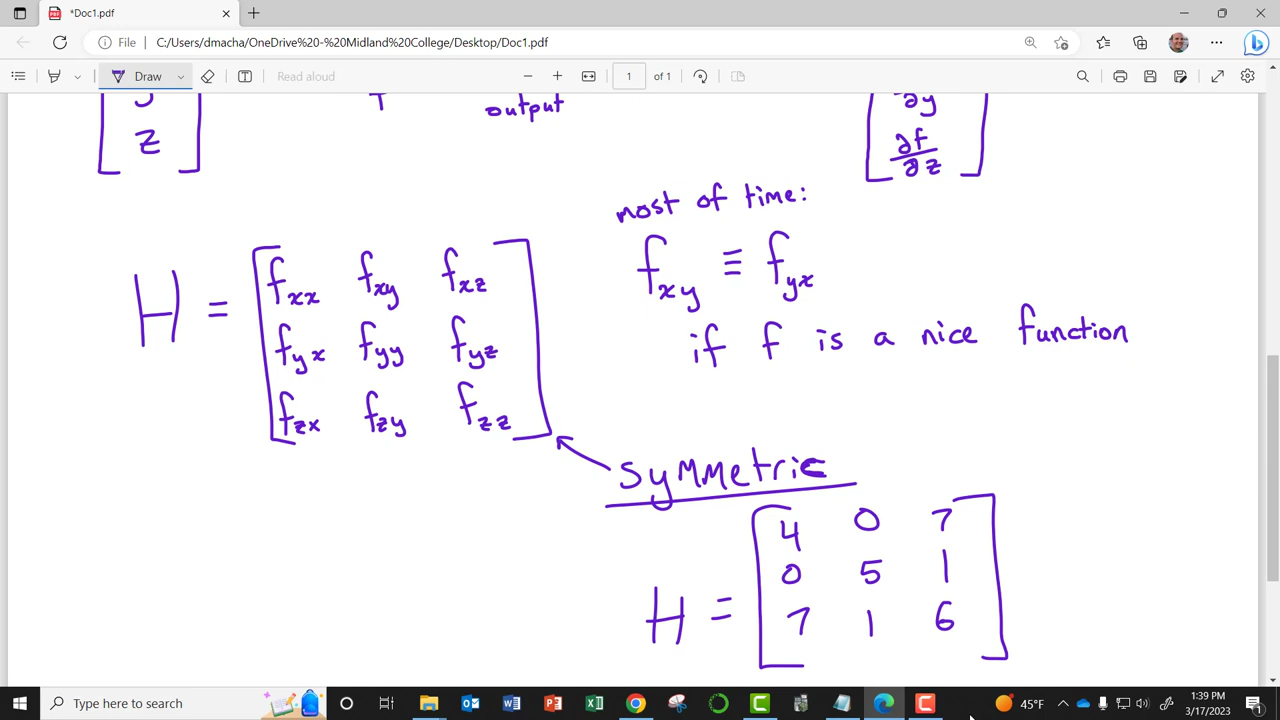 *Doc1.pdf
File C:/Users/dmacha/OneDrive%20-%20Midland%20College/Desktop/Doc1.pdf
Draw Read aloud 1 of 1
y
z
output
∂y
∂f
∂z
most of time:
f_xy ≡ f_yx
if f is a nice function
H = [ f_xx f_xy f_xz
f_yx f_yy f_yz
f_zx f_zy f_zz ]
symmetric
H = [ 4 0 7
0 5 1
7 1 6 ]
Type here to search
45°F
1:39 PM
3/17/2023